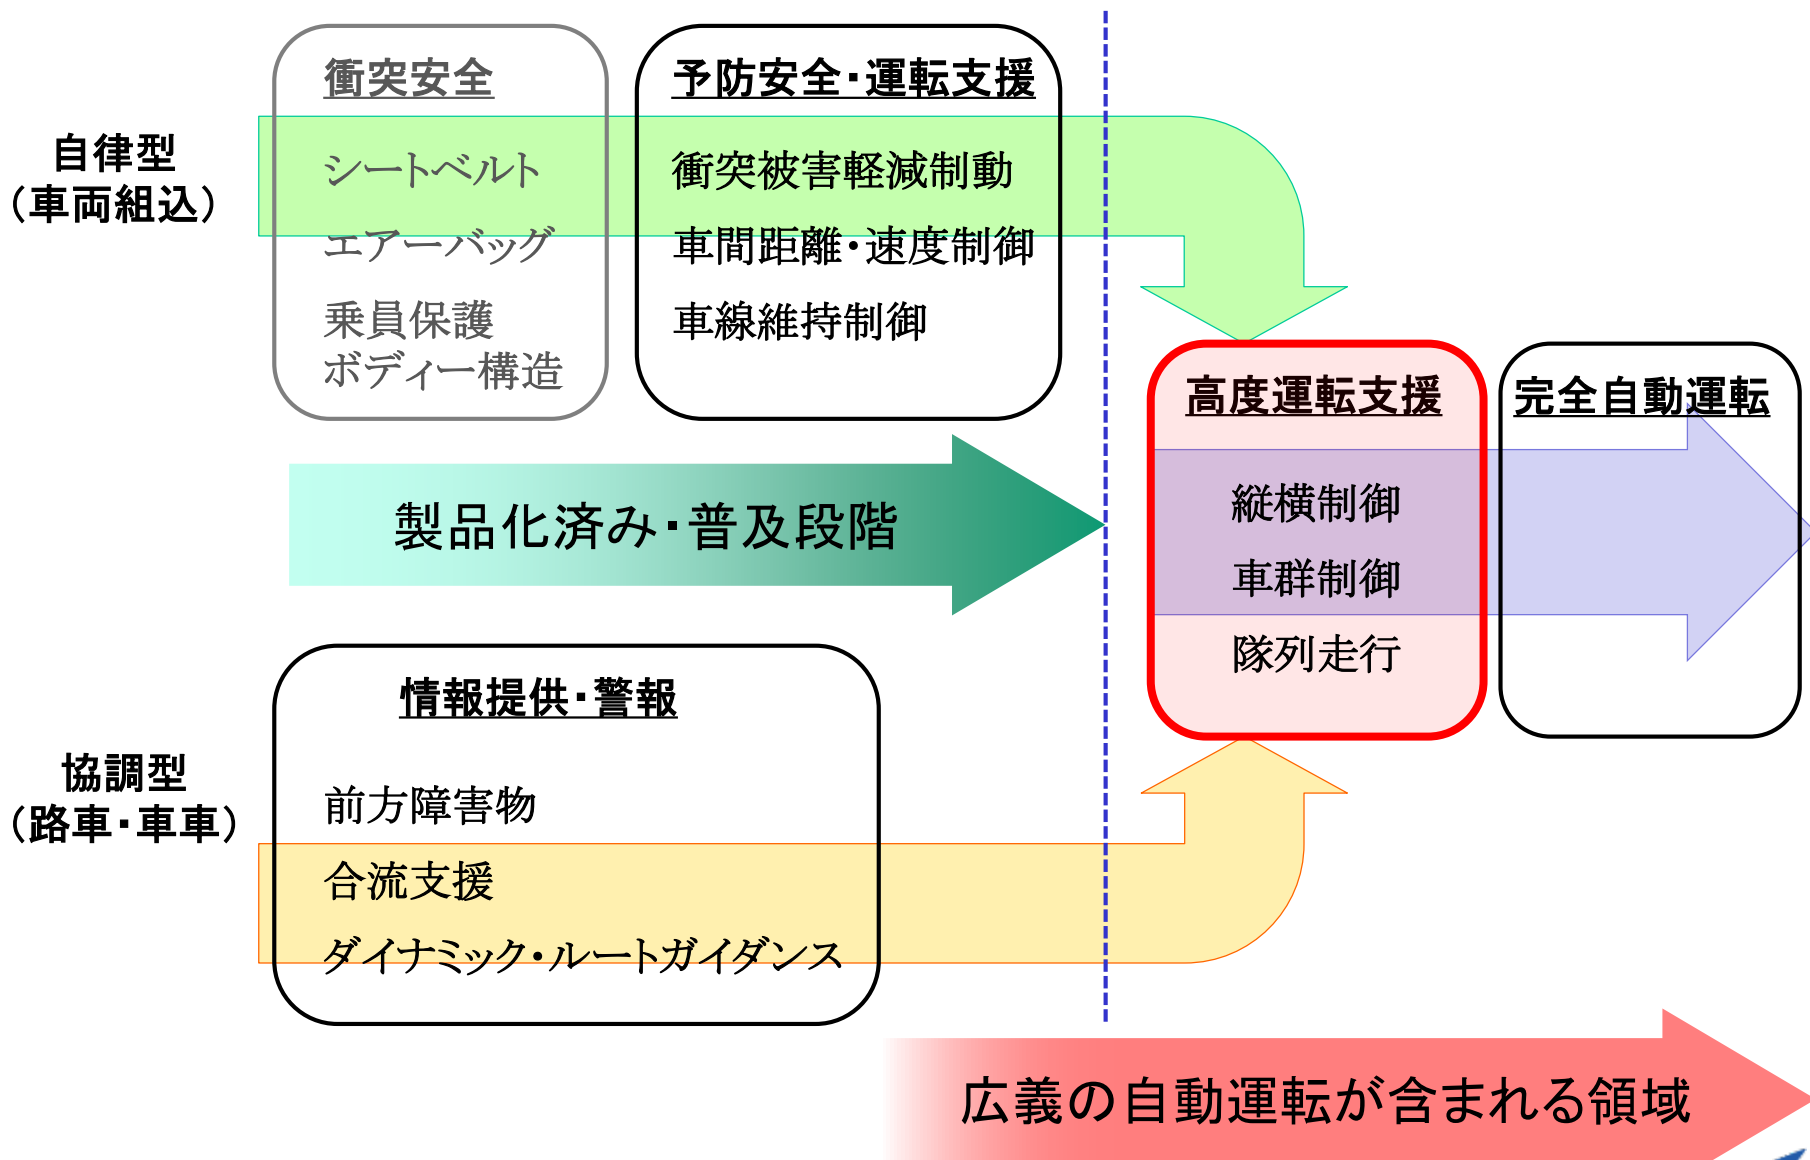 衝突安全
予防安全・運転支援
自律型
（車両組込）
シートベルト
エアーバッグ
乗員保護
ボディー構造
衝突被害軽減制動
車間距離・速度制御
車線維持制御
高度運転支援
縦横制御
車群制御
隊列走行
完全自動運転
製品化済み・普及段階
情報提供・警報
協調型
（路車・車車）
前方障害物
合流支援
ダイナミック・ルートガイダンス
広義の自動運転が含まれる領域